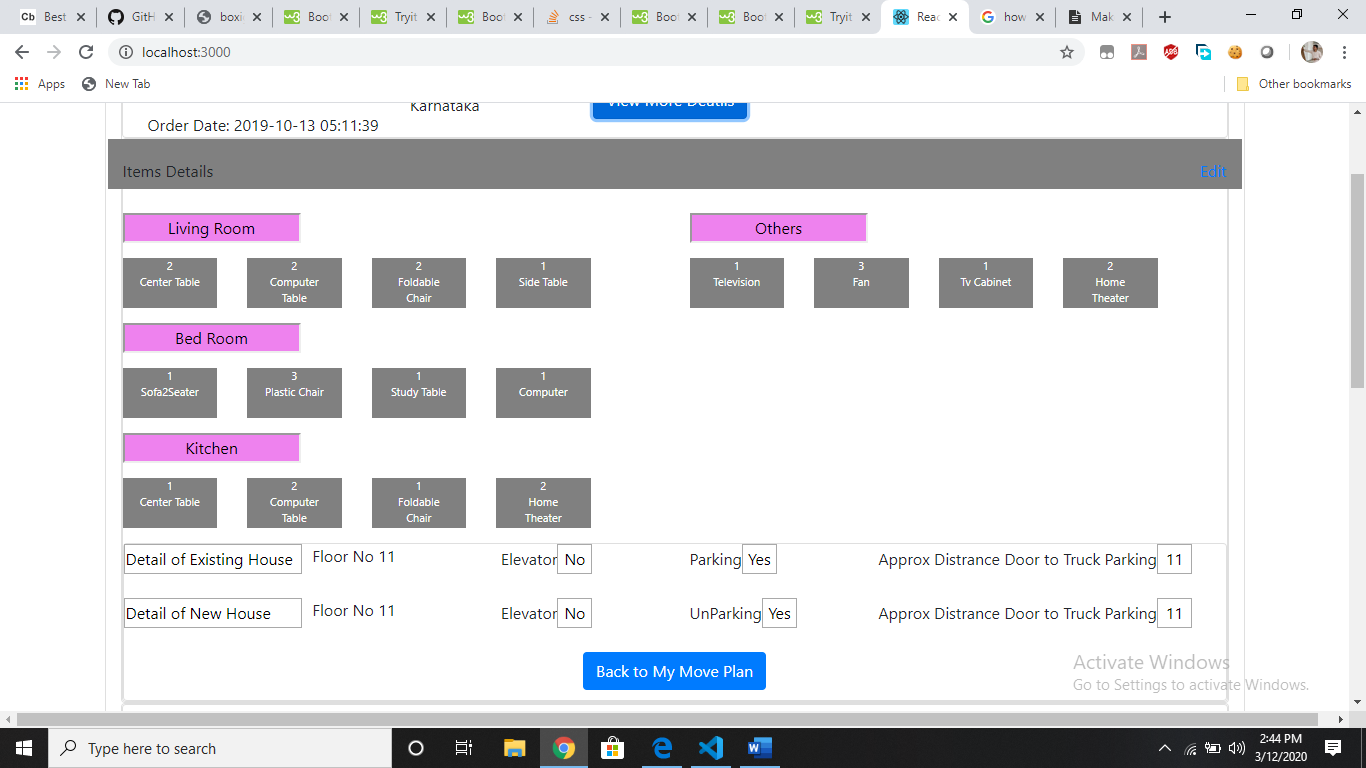 Best
GitH
boxi
Boot
Tryit
Boot
css -
Boot
Boot
Tryit
Reac
how
Mak
localhost:3000
Apps
New Tab
Other bookmarks
Karnataka
View More Deatils
Order Date: 2019-10-13 05:11:39
Items Details
Edit
Living Room
Others
2
Center Table
2
Computer
Table
2
Foldable
Chair
1
Side Table
1
Television
3
Fan
1
Tv Cabinet
2
Home
Theater
Bed Room
1
Sofa2Seater
3
Plastic Chair
1
Study Table
1
Computer
Kitchen
1
Center Table
2
Computer
Table
1
Foldable
Chair
2
Home
Theater
Detail of Existing House Floor No 11 Elevator No Parking Yes Approx Distrance Door to Truck Parking 11
Detail of New House Floor No 11 Elevator No UnParking Yes Approx Distrance Door to Truck Parking 11
Back to My Move Plan
Activate Windows
Go to Settings to activate Windows.
Type here to search
2:44 PM
3/12/2020